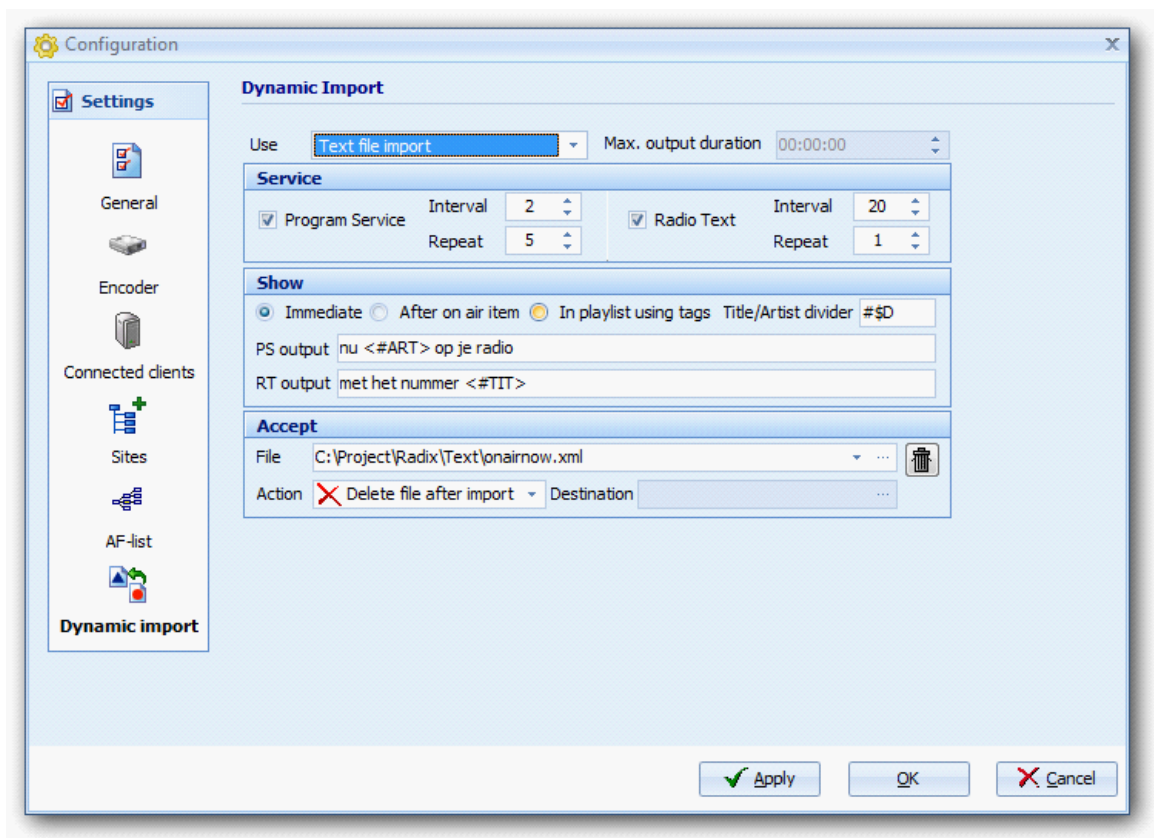 Configuration
Settings
General
Encoder
Connected clients
Sites
AF-list
Dynamic import
Dynamic Import
Use Text file import Max. output duration 00:00:00
Service
Program Service Interval 2 Radio Text Interval 20
Repeat 5 Repeat 1
Show
Immediate After on air item In playlist using tags Title/Artist divider #$D
PS output nu <#ART> op je radio
RT output met het nummer <#TIT>
Accept
File C:\Project\Radix\Text\onairnow.xml ...
Action Delete file after import Destination ...
Apply OK Cancel